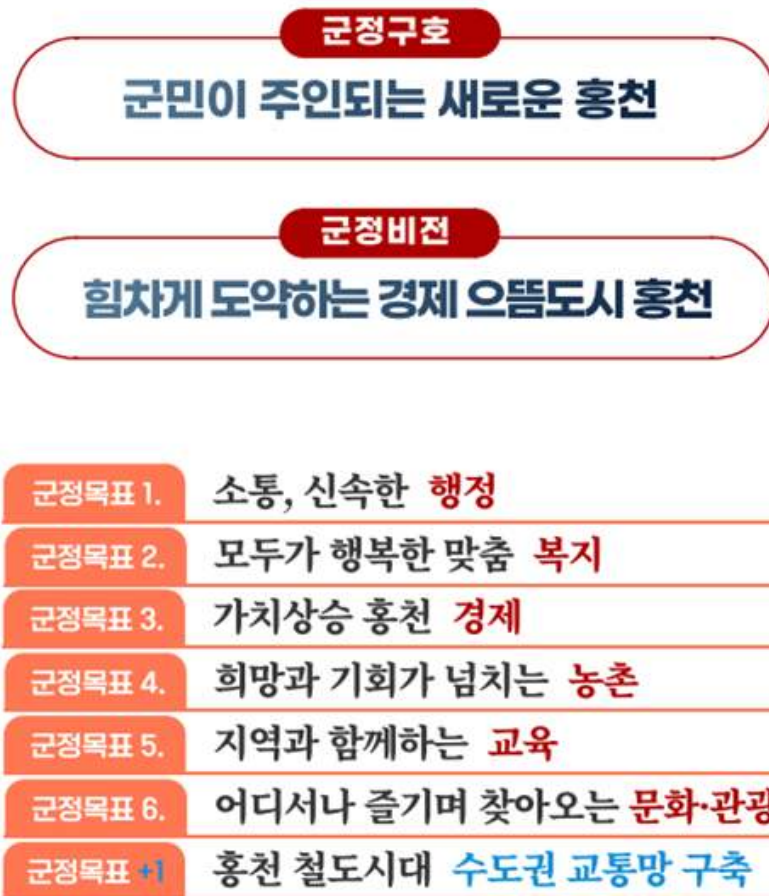 군정구호
군민이 주인되는 새로운 홍천
군정비전
힘차게 도약하는 경제 으뜸도시 홍천
군정목표 1. 소통, 신속한 행정
군정목표 2. 모두가 행복한 맞춤 복지
군정목표 3. 가치상승 홍천 경제
군정목표 4. 희망과 기회가 넘치는 농촌
군정목표 5. 지역과 함께하는 교육
군정목표 6. 어디서나 즐기며 찾아오는 문화·관광
군정목표 +1 홍천 철도시대 수도권 교통망 구축